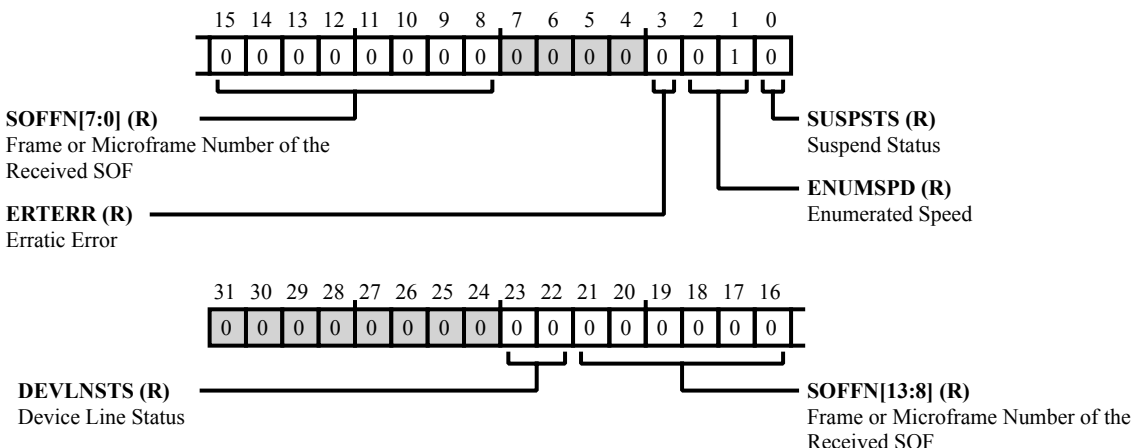 15 14 13 12 11 10 9 8 7 6 5 4 3 2 1 0
0 0 0 0 0 0 0 0 0 0 0 0 0 0 1 0
SOFFN[7:0] (R)
Frame or Microframe Number of the
Received SOF
SUSPSTS (R)
Suspend Status
ENUMSPD (R)
Enumerated Speed
ERTERR (R)
Erratic Error
31 30 29 28 27 26 25 24 23 22 21 20 19 18 17 16
0 0 0 0 0 0 0 0 0 0 0 0 0 0 0 0
DEVLNSTS (R)
Device Line Status
SOFFN[13:8] (R)
Frame or Microframe Number of the
Received SOF